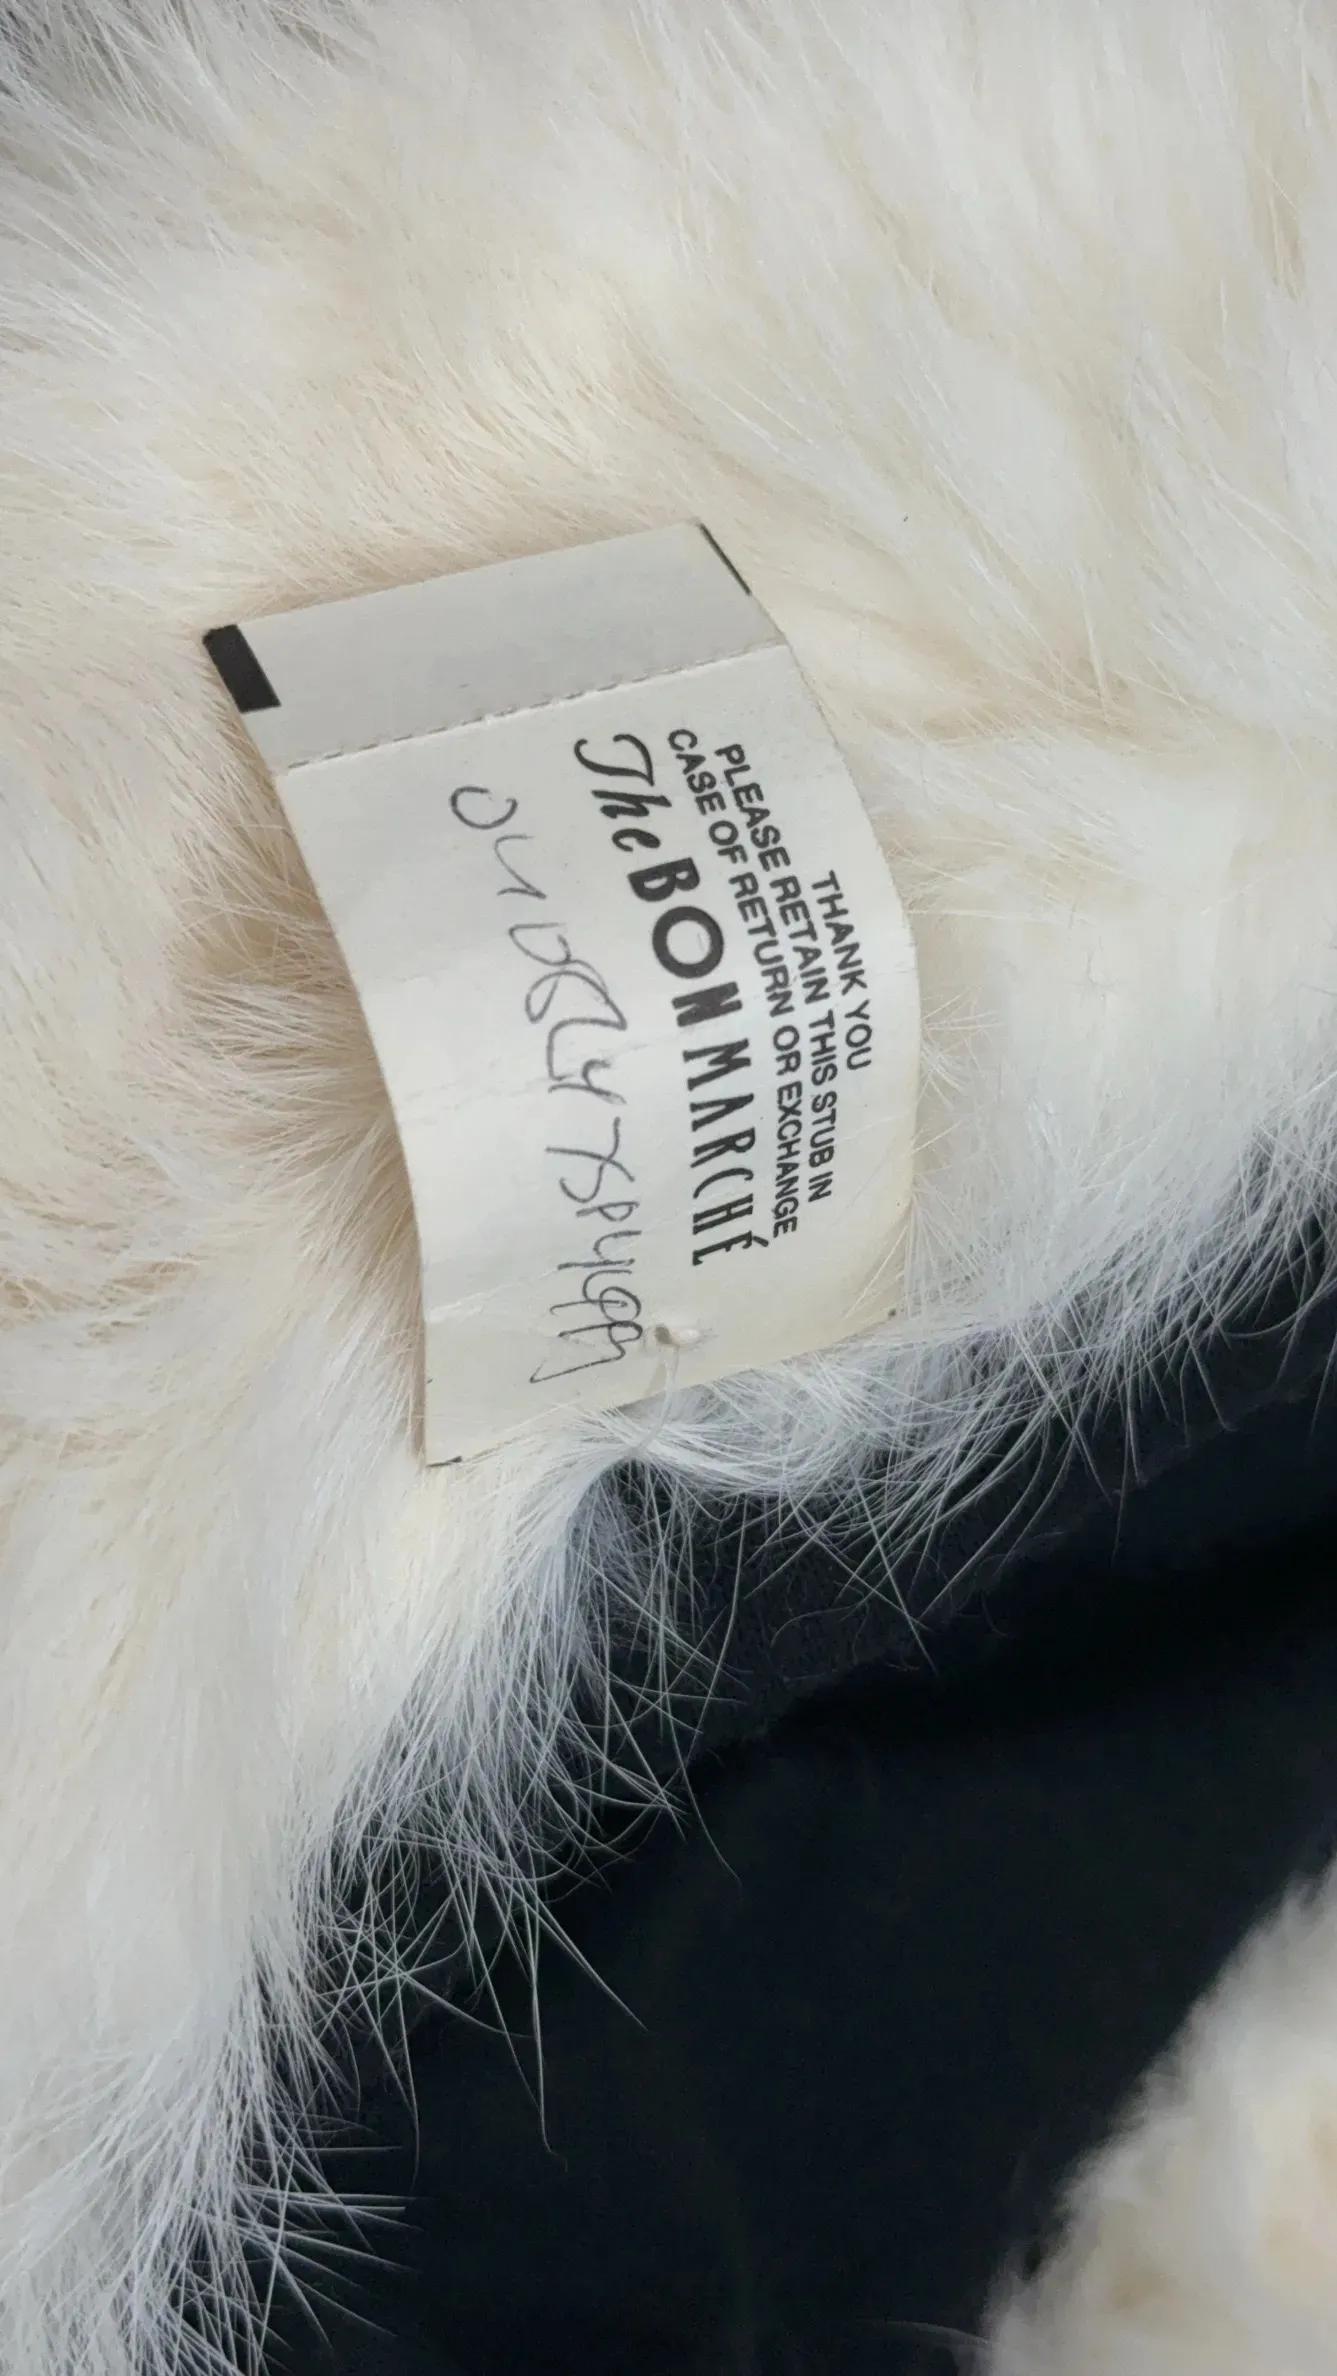 THANK YOU
PLEASE RETAIN THIS STUB IN
CASE OF RETURN OR EXCHANGE
The BON MARCHÉ